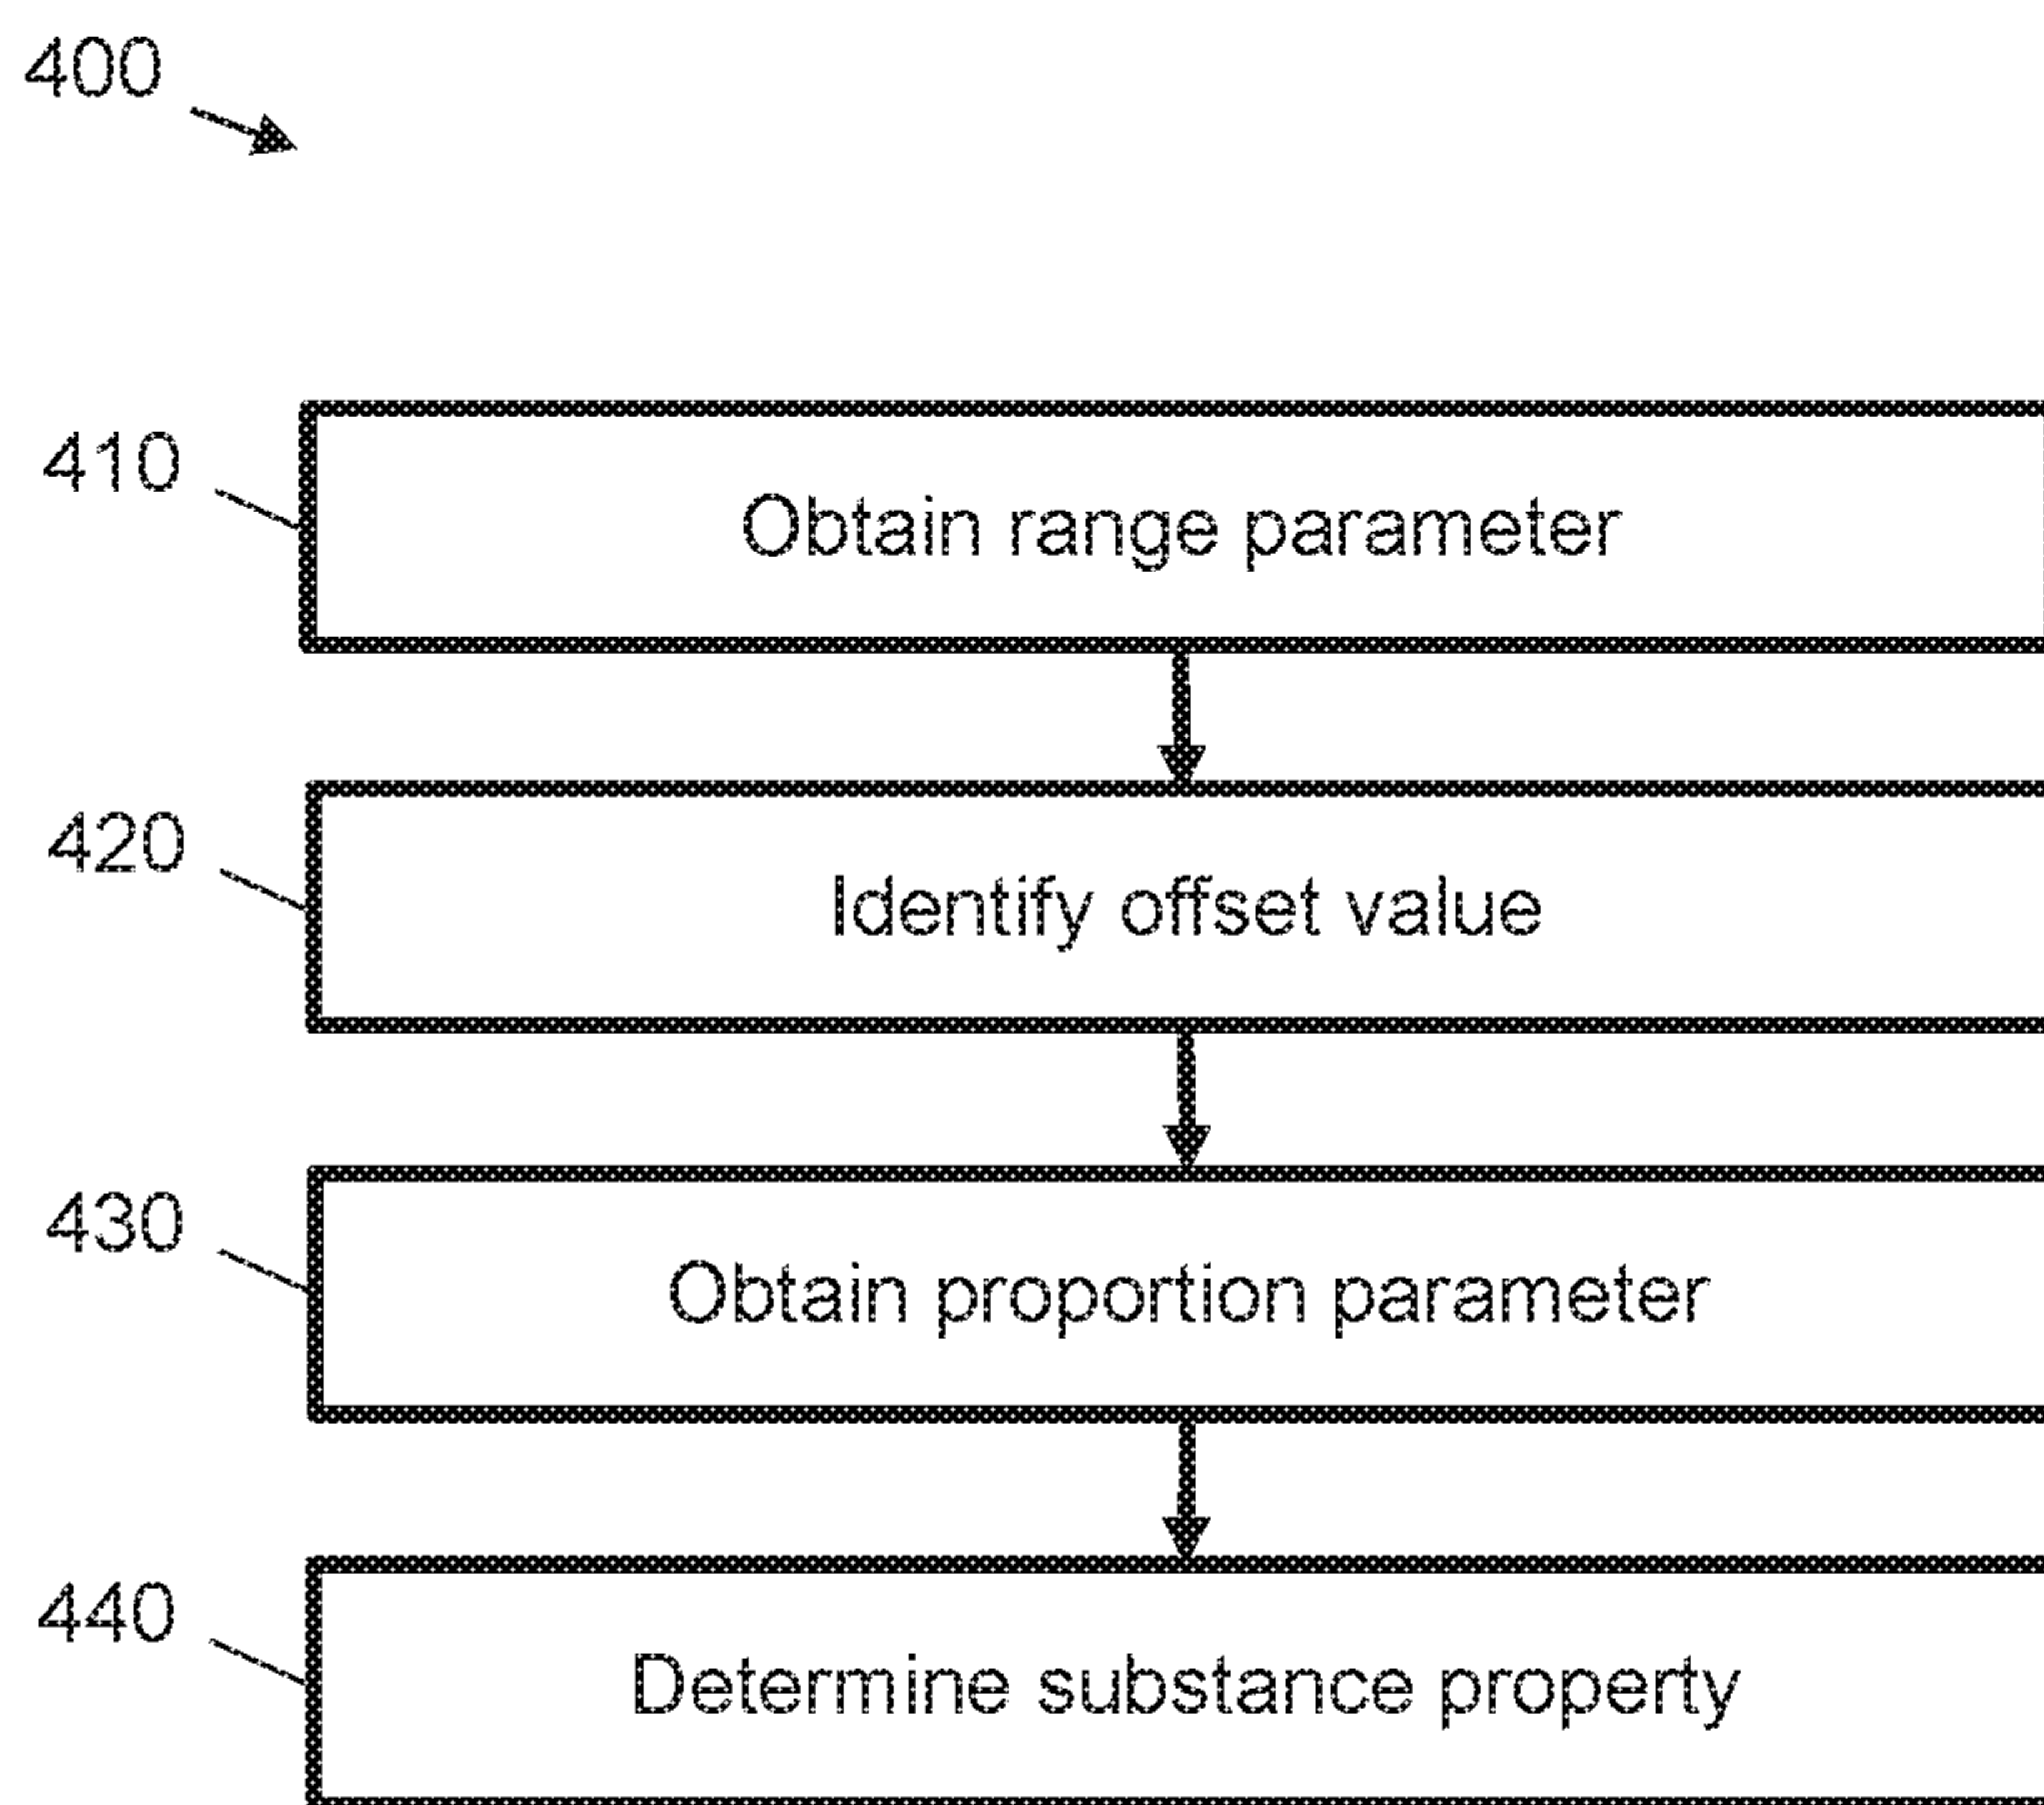 400
410
Obtain range parameter
420
Identify offset value
430
Obtain proportion parameter
440
Determine substance property